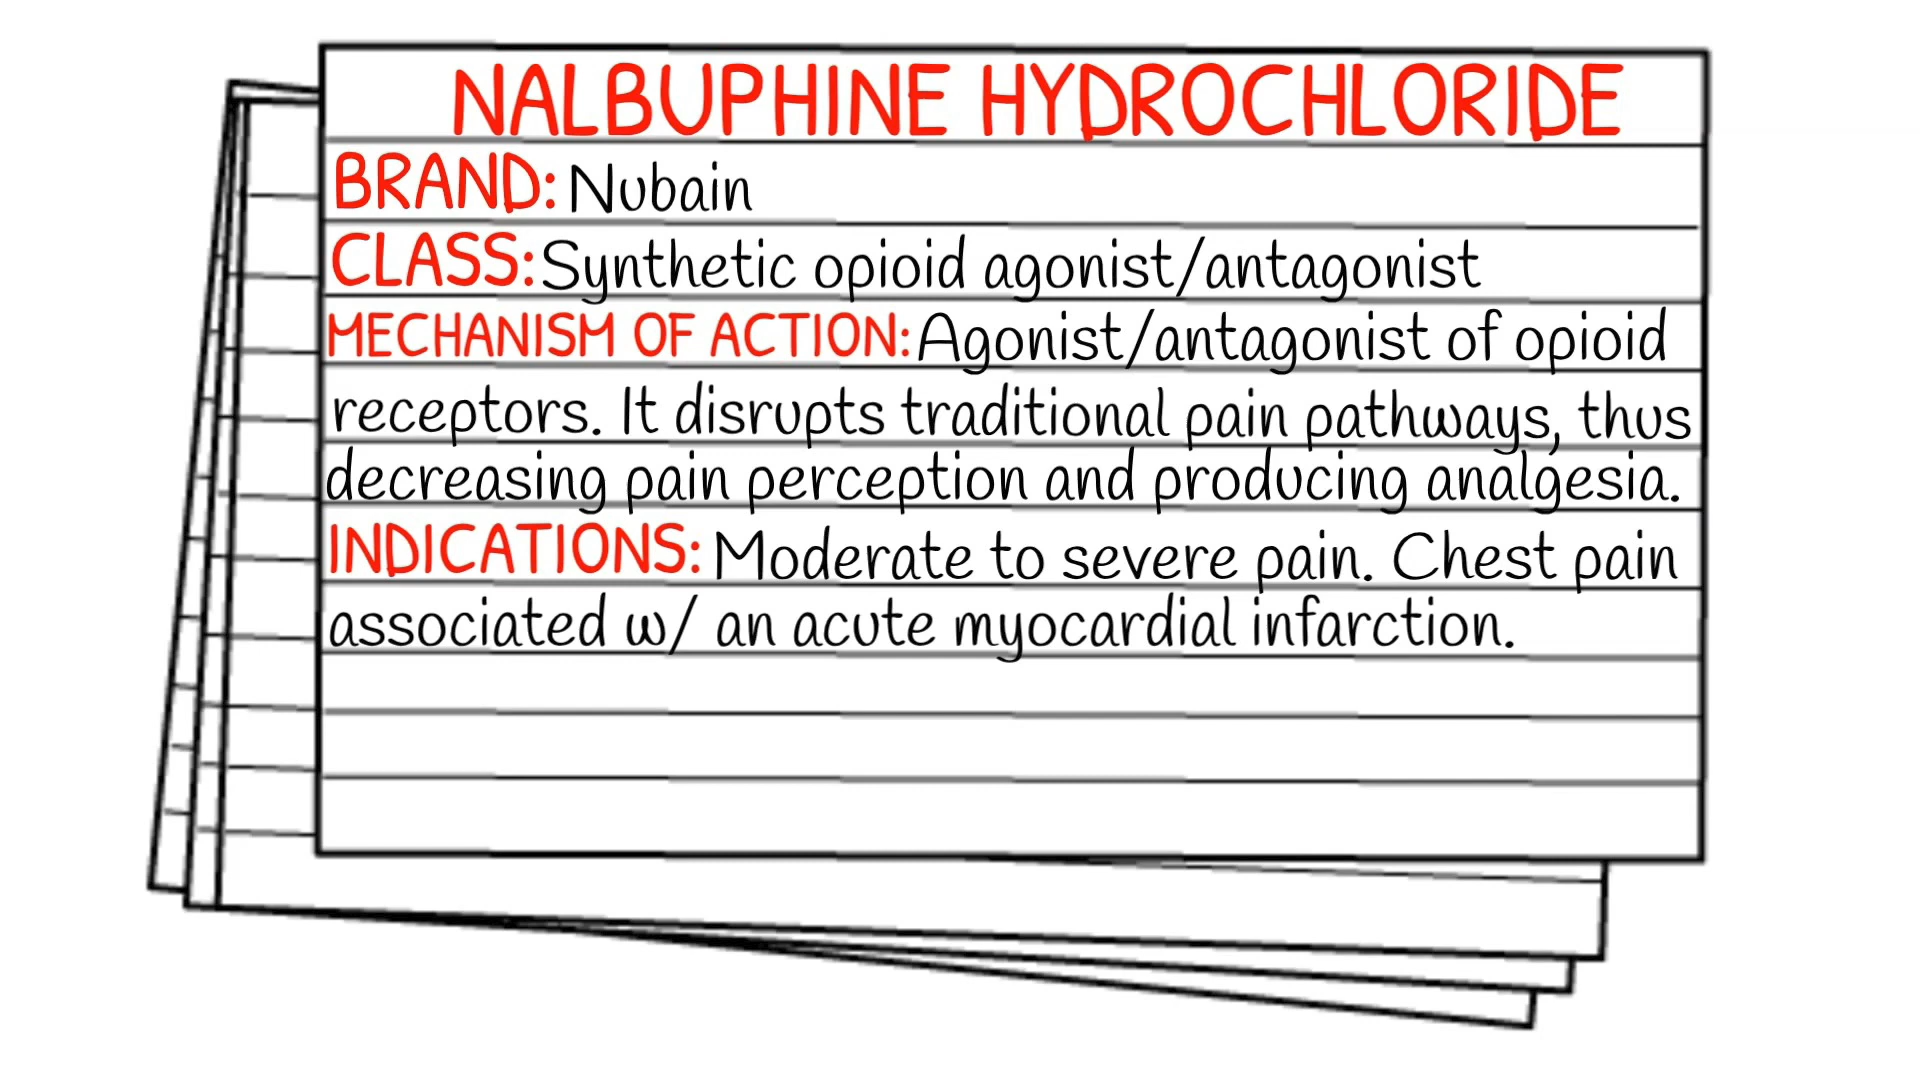 NALBUPHINE HYDROCHLORIDE
BRAND: Nubain
CLASS: Synthetic opioid agonist/antagonist
MECHANISM OF ACTION: Agonist/antagonist of opioid
receptors. It disrupts traditional pain pathways, thus
decreasing pain perception and producing analgesia.
INDICATIONS: Moderate to severe pain. Chest pain
associated w/ an acute myocardial infarction.